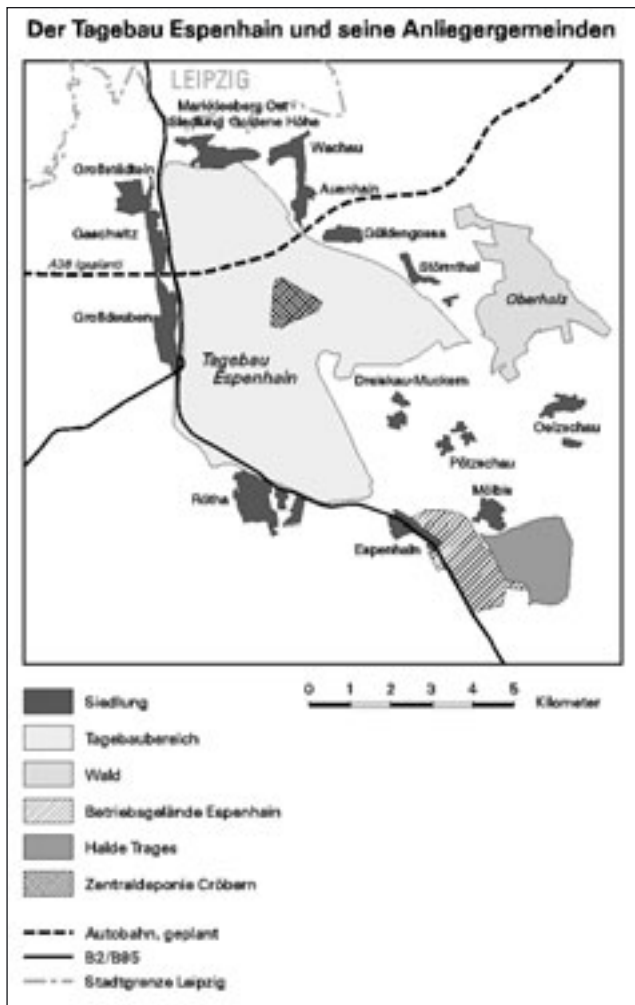 Der Tagebau Espenhain und seine Anliegergemeinden
LEIPZIG
Markkleeberg Ost
(Siedlung) Goldene Höhe
Wachau
Großstädteln
Auenhain
Gaschwitz
Güldengossa
A38 (geplant)
Störmthal
Oberholz
Großdeuben
Tagebau
Espenhain
Dreiskau-Muckern
Oelzschau
Pötzschau
Rötha
Mölbis
Espenhain
Siedlung
0 1 2 3 4 5 Kilometer
Tagebaubereich
Wald
Betriebsgelände Espenhain
Halde Trages
Zentraldeponie Cröbern
Autobahn, geplant
B2/B95
Stadtgrenze Leipzig